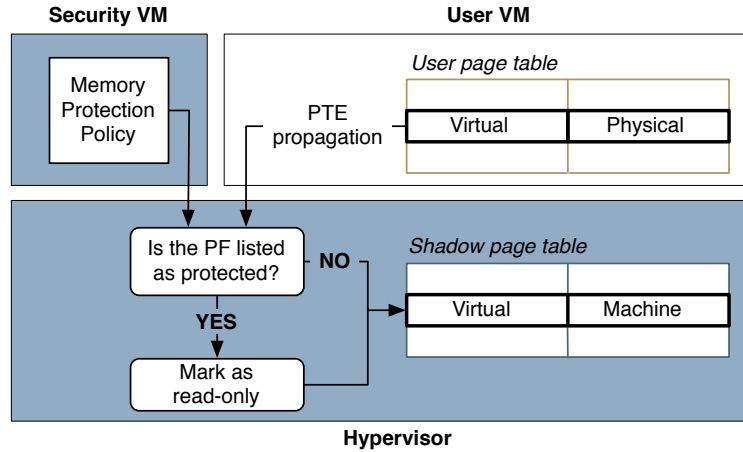 Security VM
User VM
Memory
Protection
Policy
User page table
PTE
propagation
Virtual
Physical
Is the PF listed
as protected?
NO
Shadow page table
Virtual
Machine
YES
Mark as
read-only
Hypervisor